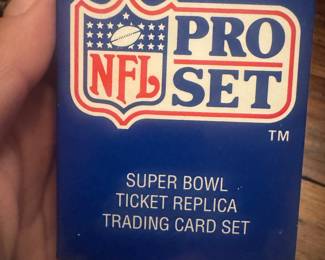 NFL
PRO
SET
TM
SUPER BOWL
TICKET REPLICA
TRADING CARD SET